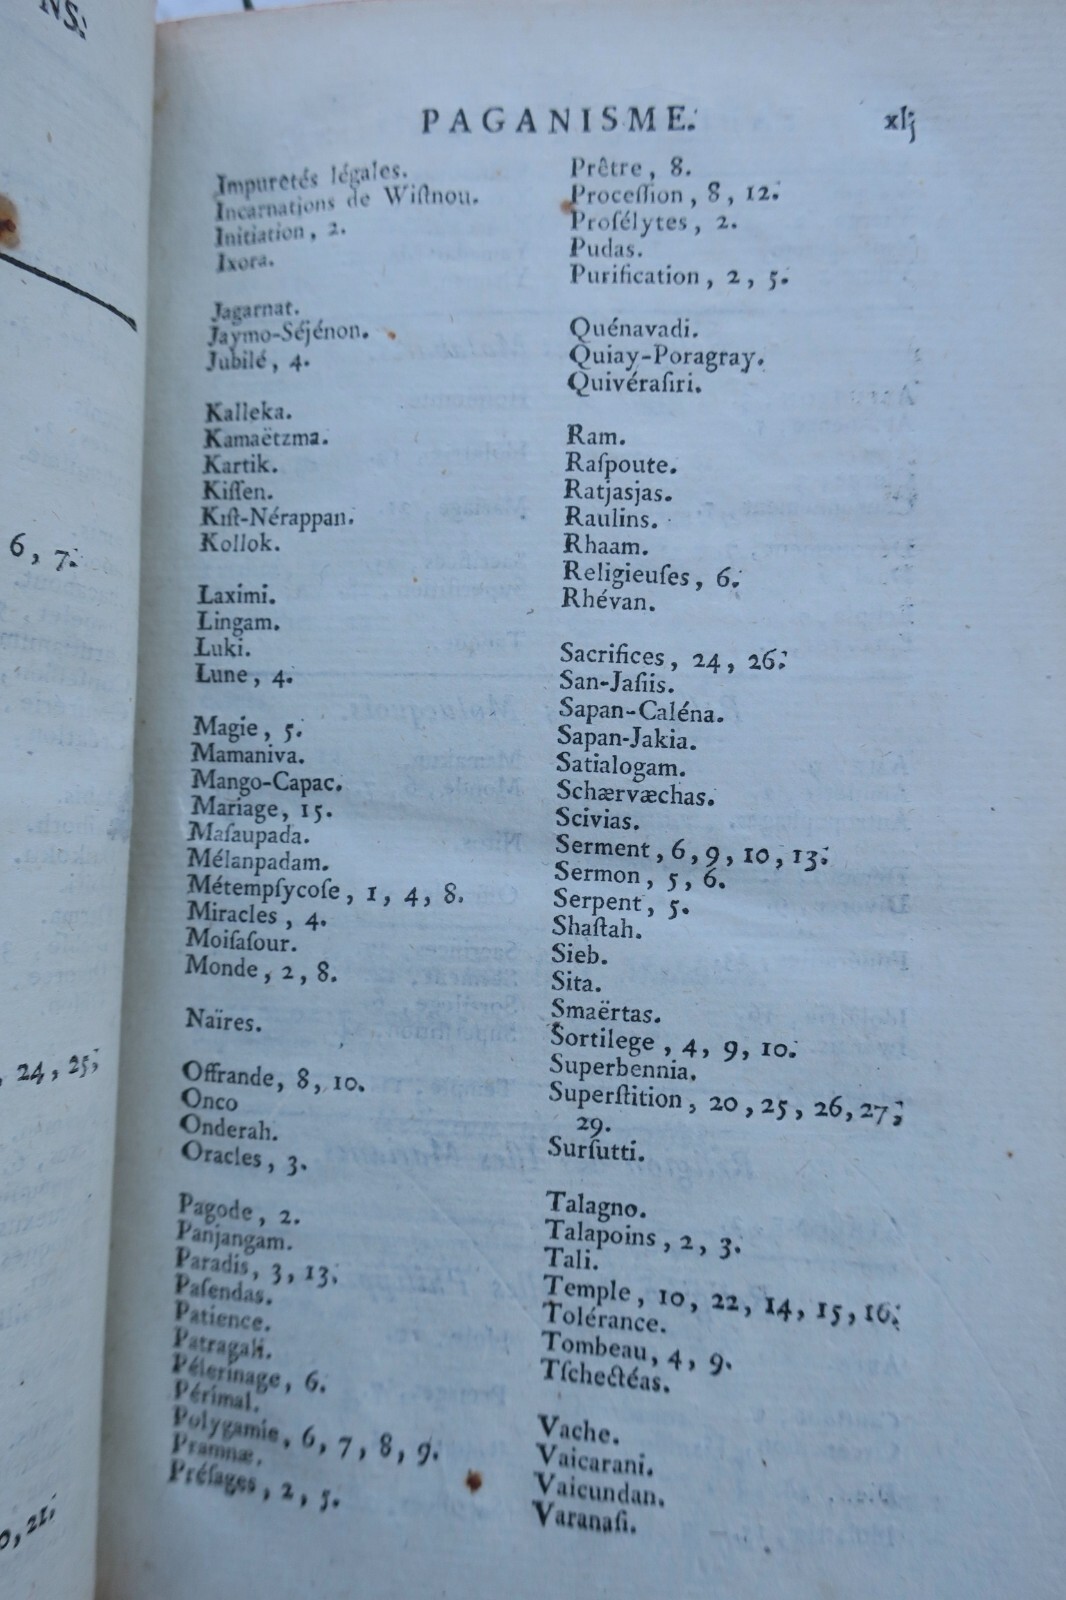 NS.
6, 7.
24, 25;
21.
PAGANISME.
xlj
Impuretés légales.
Incarnations de Wiſtnou.
Initiation, 2.
Ixora.
Jagarnat.
Jaymo-Séjénon.
Jubilé, 4.
Kalleka.
Kamaëtzma.
Kartik.
Kiſſen.
Kiſt-Nérappan.
Kollok.
Laximi.
Lingam.
Luki.
Lune, 4.
Magie, 5.
Mamaniva.
Mango-Capac.
Mariage, 15.
Maſaupada.
Mélanpadam.
Métempſycoſe, 1, 4, 8.
Miracles, 4.
Moiſaſour.
Monde, 2, 8.
Naïres.
Offrande, 8, 10.
Onco
Onderah.
Oracles, 3.
Pagode, 2.
Panjangam.
Paradis, 3, 13.
Paſendas.
Patience.
Patragali.
Pélerinage, 6.
Périmal.
Polygamie, 6, 7, 8, 9.
Pramnæ.
Préſages, 2, 5.
Prêtre, 8.
Proceſſion, 8, 12.
Proſélytes, 2.
Pudas.
Purification, 2, 5.
Quénavadi.
Quiay-Poragray.
Quivéraſiri.
Ram.
Raſpoute.
Ratjasjas.
Raulins.
Rhaam.
Religieuſes, 6.
Rhévan.
Sacrifices, 24, 26.
San-Jaſiis.
Sapan-Caléna.
Sapan-Jakia.
Satialogam.
Schærvæchas.
Scivias.
Serment, 6, 9, 10, 13.
Sermon, 5, 6.
Serpent, 5.
Shaſtah.
Sieb.
Sita.
Smaërtas.
Sortilege, 4, 9, 10.
Superbennia.
Superſtition, 20, 25, 26, 27,
29.
Surſutti.
Talagno.
Talapoins, 2, 3.
Tali.
Temple, 10, 22, 14, 15, 16.
Tolérance.
Tombeau, 4, 9.
Tſchectéas.
Vache.
Vaicarani.
Vaicundan.
Varanaſi.